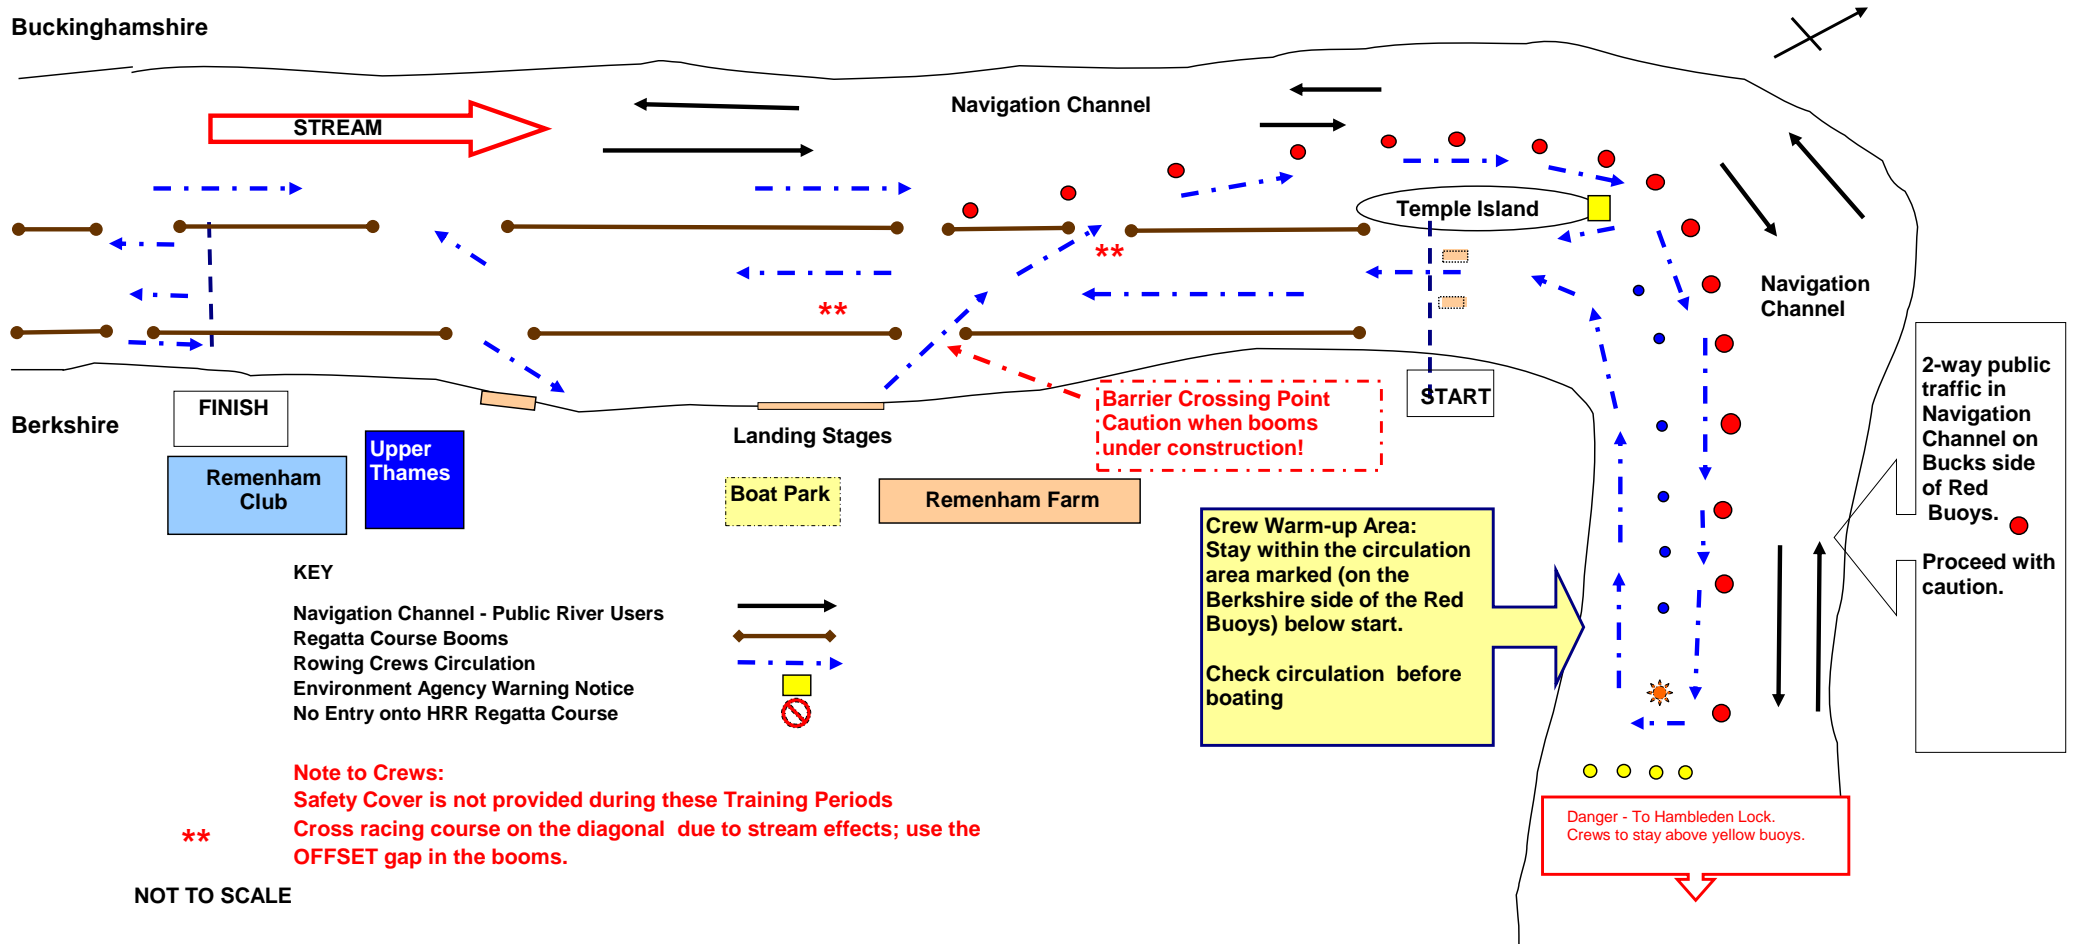 Buckinghamshire
STREAM
Navigation Channel
Temple Island
Navigation
Channel
**
**
2-way public
traffic in
Navigation
Channel on
Bucks side
of Red
Buoys.
Proceed with
caution.
Berkshire
FINISH
START
Barrier Crossing Point
Caution when booms
under construction!
Landing Stages
Remenham
Club
Upper
Thames
Boat Park
Remenham Farm
Crew Warm-up Area:
Stay within the circulation
area marked (on the
Berkshire side of the Red
Buoys) below start.
Check circulation before
boating
KEY
Navigation Channel - Public River Users
Regatta Course Booms
Rowing Crews Circulation
Environment Agency Warning Notice
No Entry onto HRR Regatta Course
Note to Crews:
Safety Cover is not provided during these Training Periods
** Cross racing course on the diagonal due to stream effects; use the
OFFSET gap in the booms.
Danger - To Hambleden Lock.
Crews to stay above yellow buoys.
NOT TO SCALE